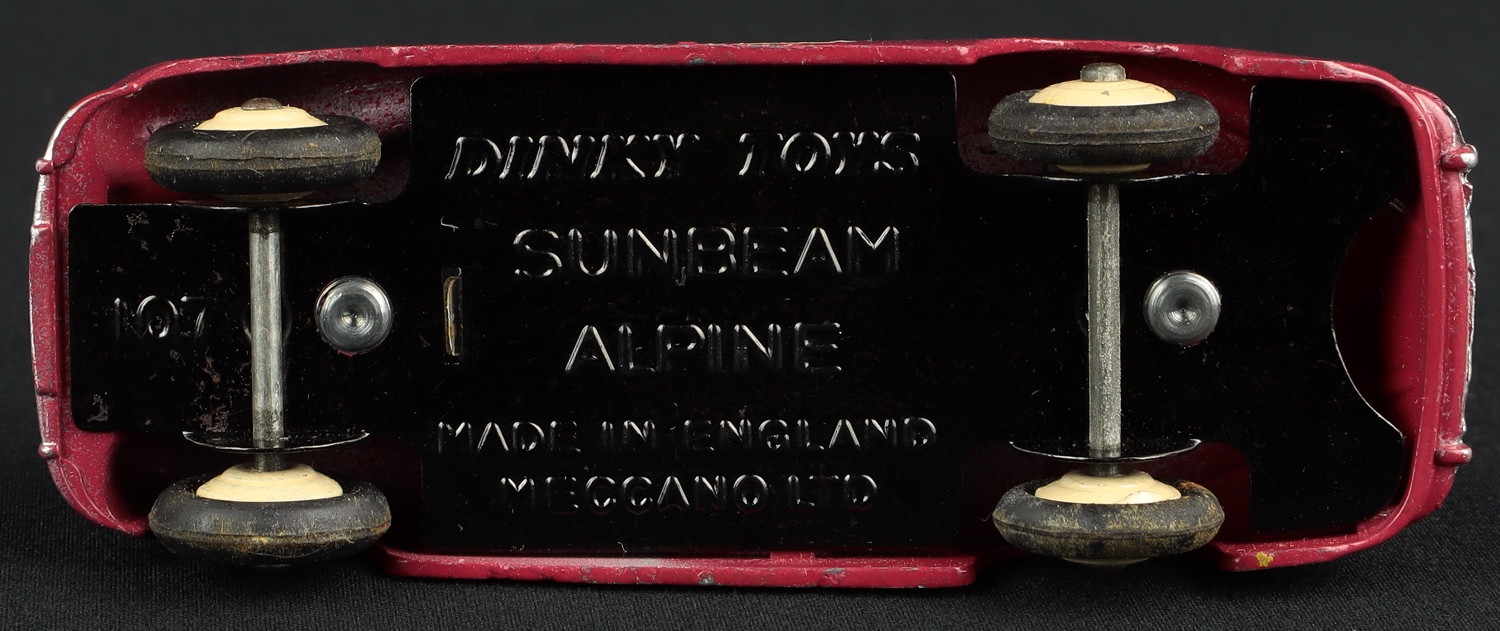 DINKY TOYS
SUNBEAM
107
ALPINE
MADE IN ENGLAND
MECCANO LTD